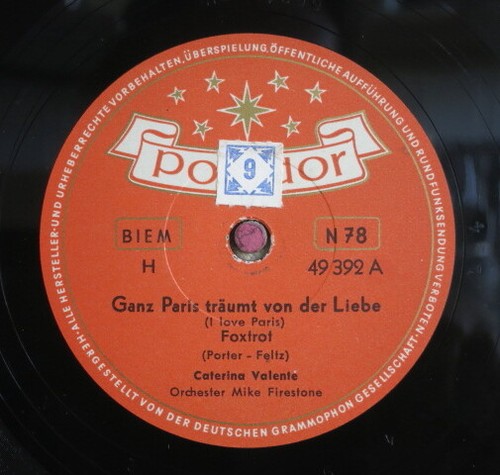 ALLE HERSTELLER- UND URHEBERRECHTE VORBEHALTEN, ÜBERSPIELUNG, ÖFFENTLICHE AUFFÜHRUNG UND RUNDFUNKSENDUNG VERBOTEN
9
BIEM
N 78
H
49 392 A
Ganz Paris träumt von der Liebe
(I love Paris)
Foxtrot
(Porter - Feltz)
Caterina Valente
Orchester Mike Firestone
HERGESTELLT VON DER DEUTSCHEN GRAMMOPHON GESELLSCHAFT